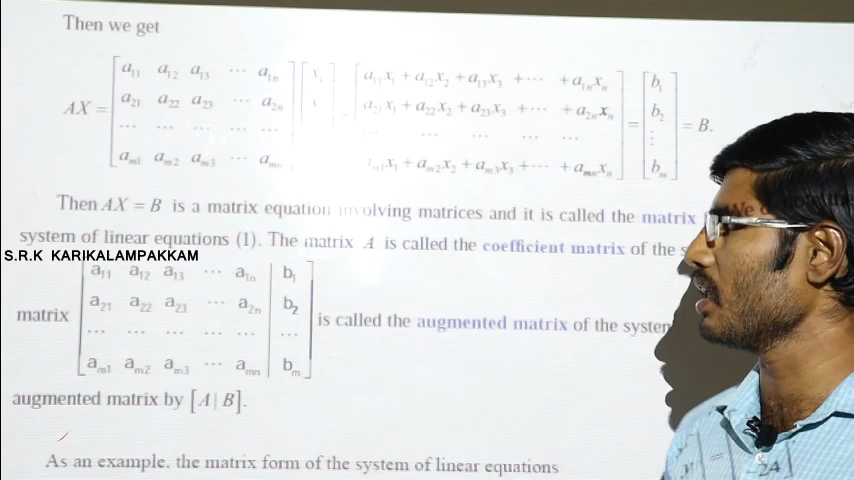 Then we get
AX = [a11 a12 a13 ⋯ a1n; a21 a22 a23 ⋯ a2n; ⋯ ⋯ ⋯ ⋯ ⋯; am1 am2 am3 ⋯ amn] [x1 [a11x1 + a12x2 + a13x3 + ⋯ + a1nxn; a21x1 + a22x2 + a23x3 + ⋯ + a2nxn; ⋯ ⋯ ⋯ ⋯; am1x1 + am2x2 + am3x3 + ⋯ + amnxn] = [b1; b2; ⋮; bm] = B.
Then AX = B is a matrix equation involving matrices and it is called the matrix
system of linear equations (1). The matrix A is called the coefficient matrix of the
S.R.K KARIKALAMPAKKAM
matrix [a11 a12 a13 ⋯ a1n | b1; a21 a22 a23 ⋯ a2n | b2; ⋯ ⋯ ⋯ ⋯ ⋯ | ⋯; am1 am2 am3 ⋯ amn | bm] is called the augmented matrix of the system
augmented matrix by [A | B].
As an example, the matrix form of the system of linear equations
24